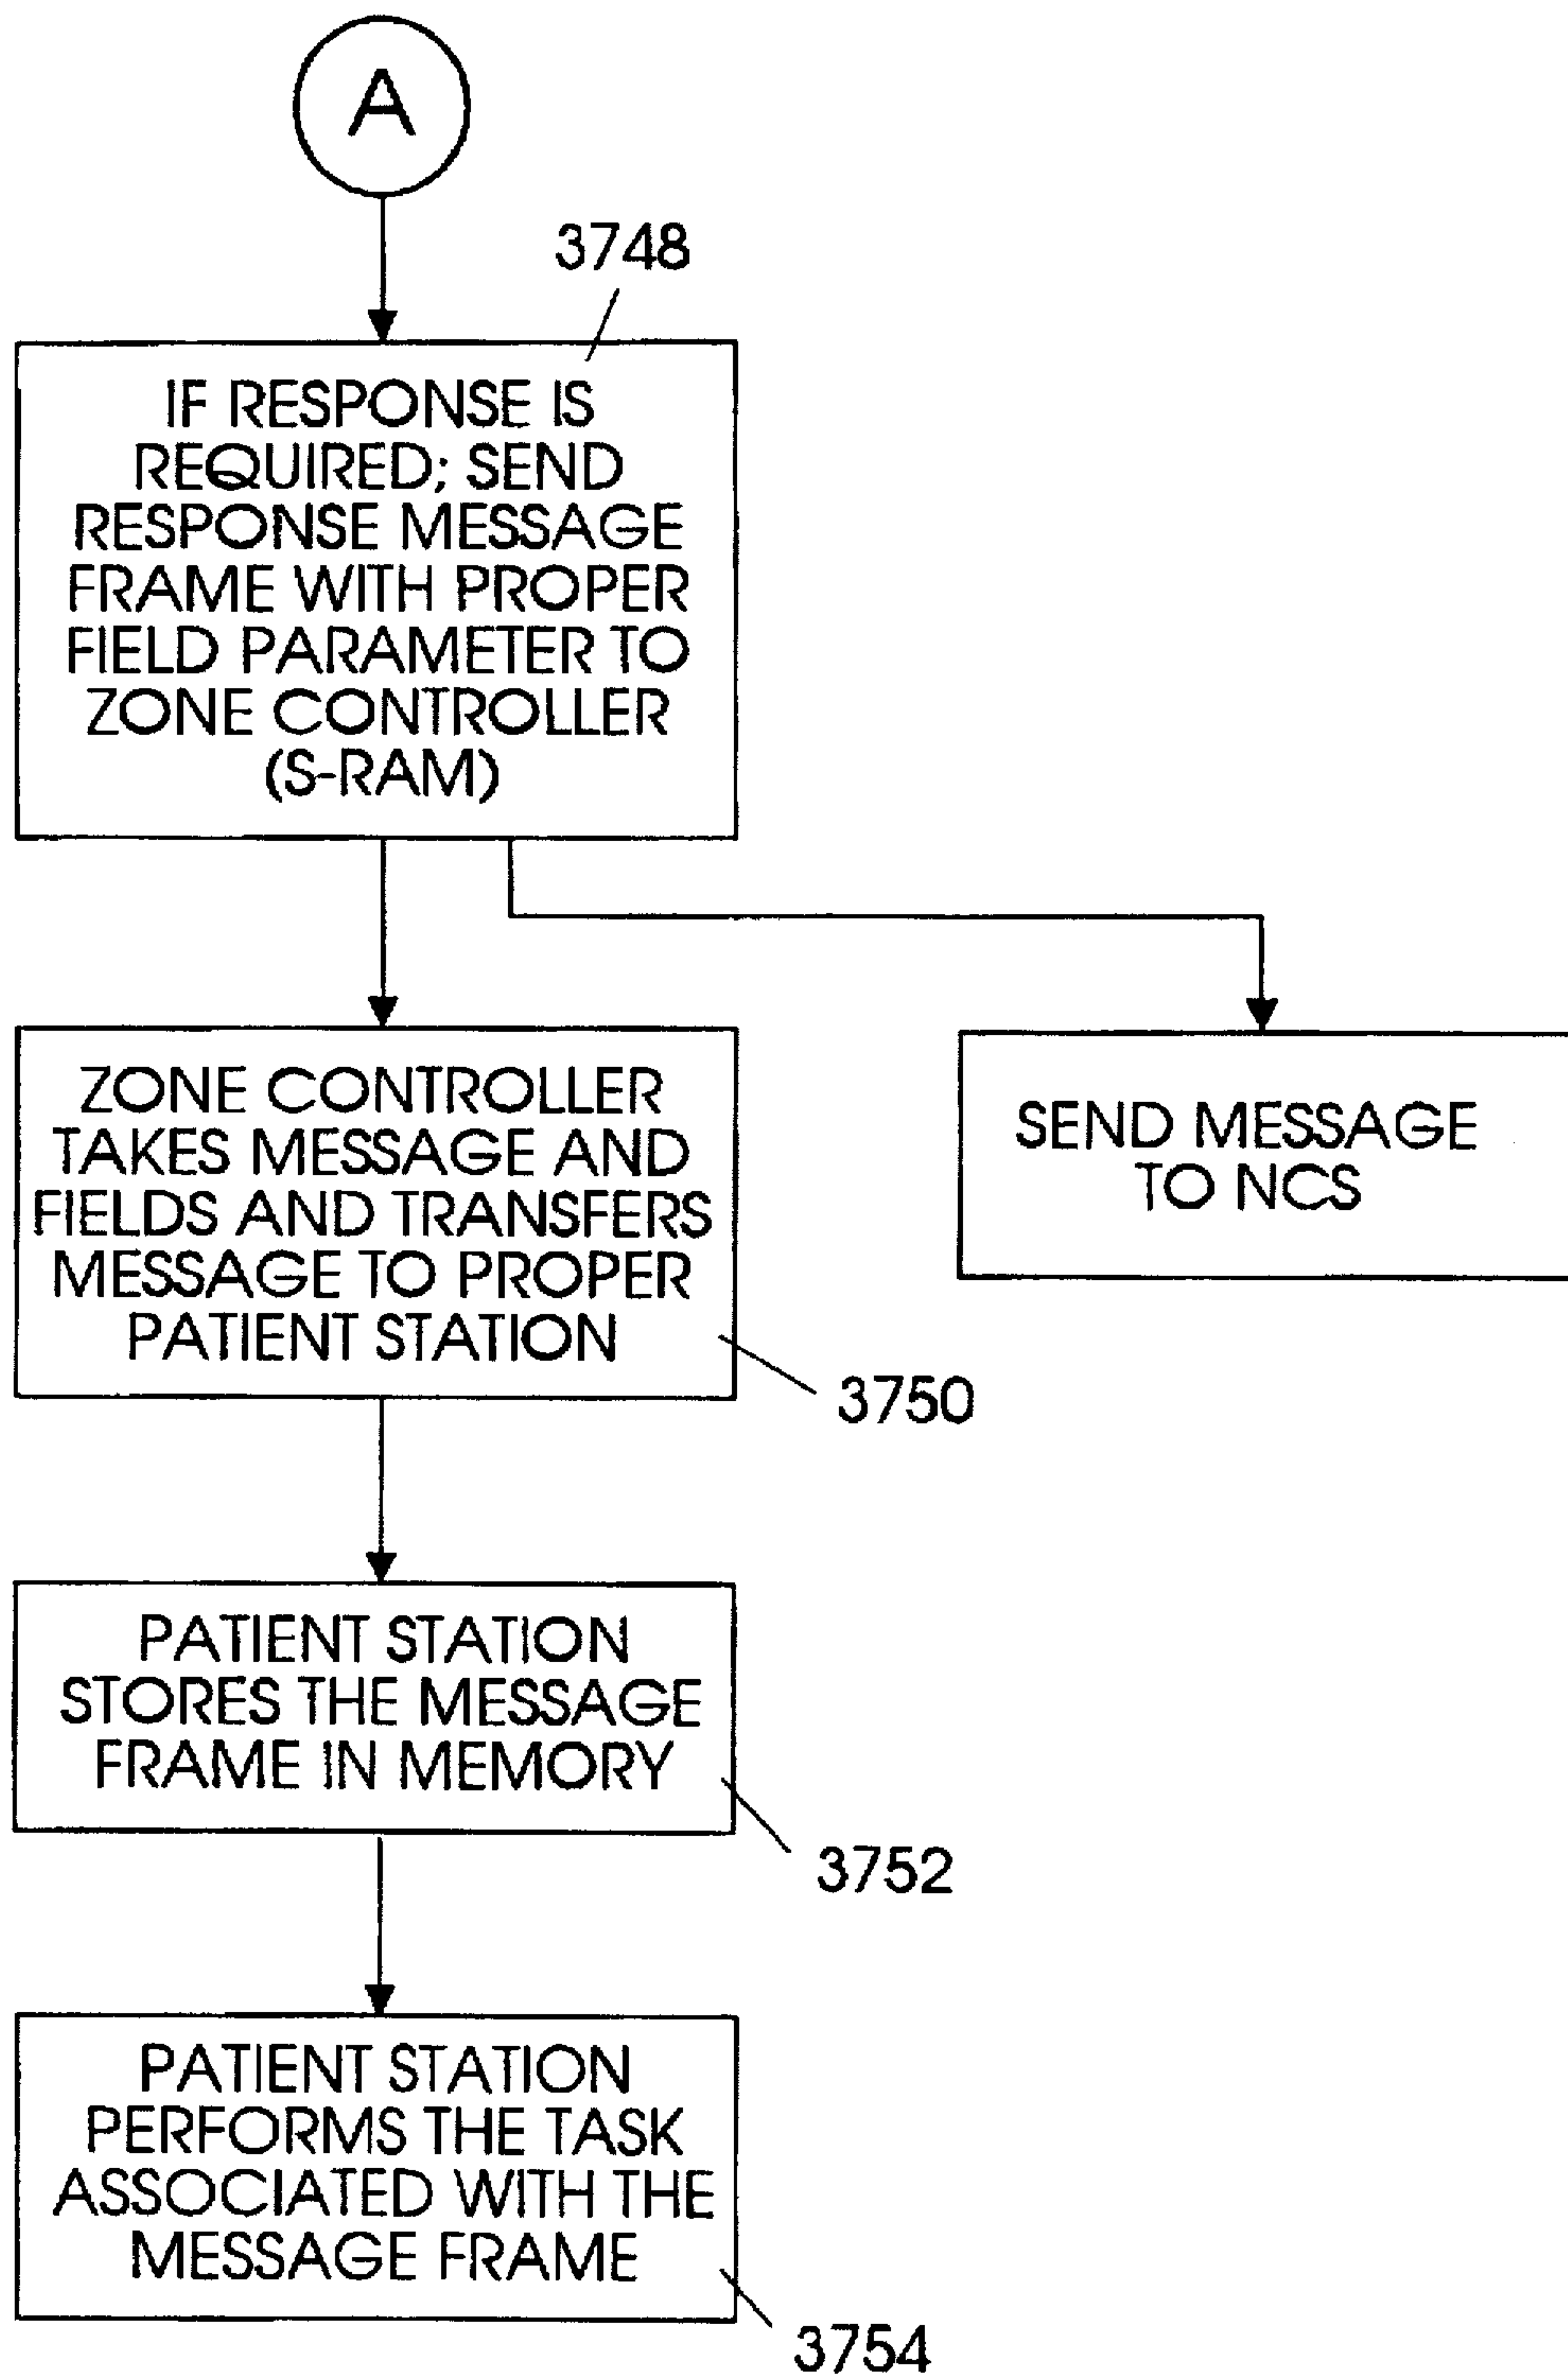 A
3748
IF RESPONSE IS
REQUIRED; SEND
RESPONSE MESSAGE
FRAME WITH PROPER
FIELD PARAMETER TO
ZONE CONTROLLER
(S-RAM)
ZONE CONTROLLER
TAKES MESSAGE AND
FIELDS AND TRANSFERS
MESSAGE TO PROPER
PATIENT STATION
3750
SEND MESSAGE
TO NCS
PATIENT STATION
STORES THE MESSAGE
FRAME IN MEMORY
3752
PATIENT STATION
PERFORMS THE TASK
ASSOCIATED WITH THE
MESSAGE FRAME
3754